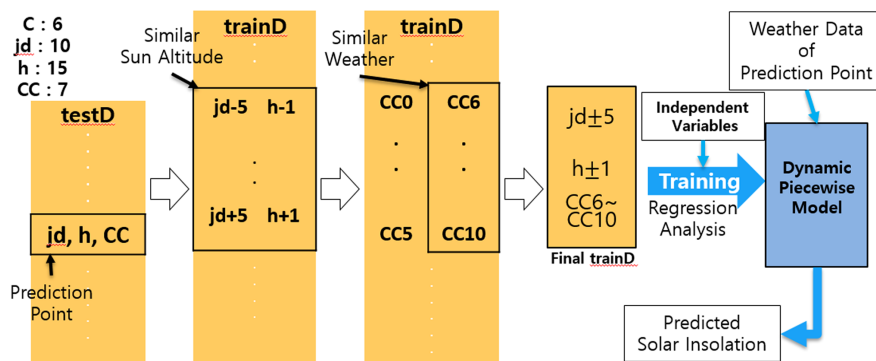 C : 6
jd : 10
h : 15
CC : 7
testD
jd, h, CC
Prediction
Point
Similar
Sun Altitude
trainD
jd-5 h-1
jd+5 h+1
Similar
Weather
trainD
CC0 CC6
CC5 CC10
jd±5
h±1
CC6~
CC10
Final trainD
Independent
Variables
Training
Regression
Analysis
Weather Data
of
Prediction Point
Dynamic
Piecewise
Model
Predicted
Solar Insolation